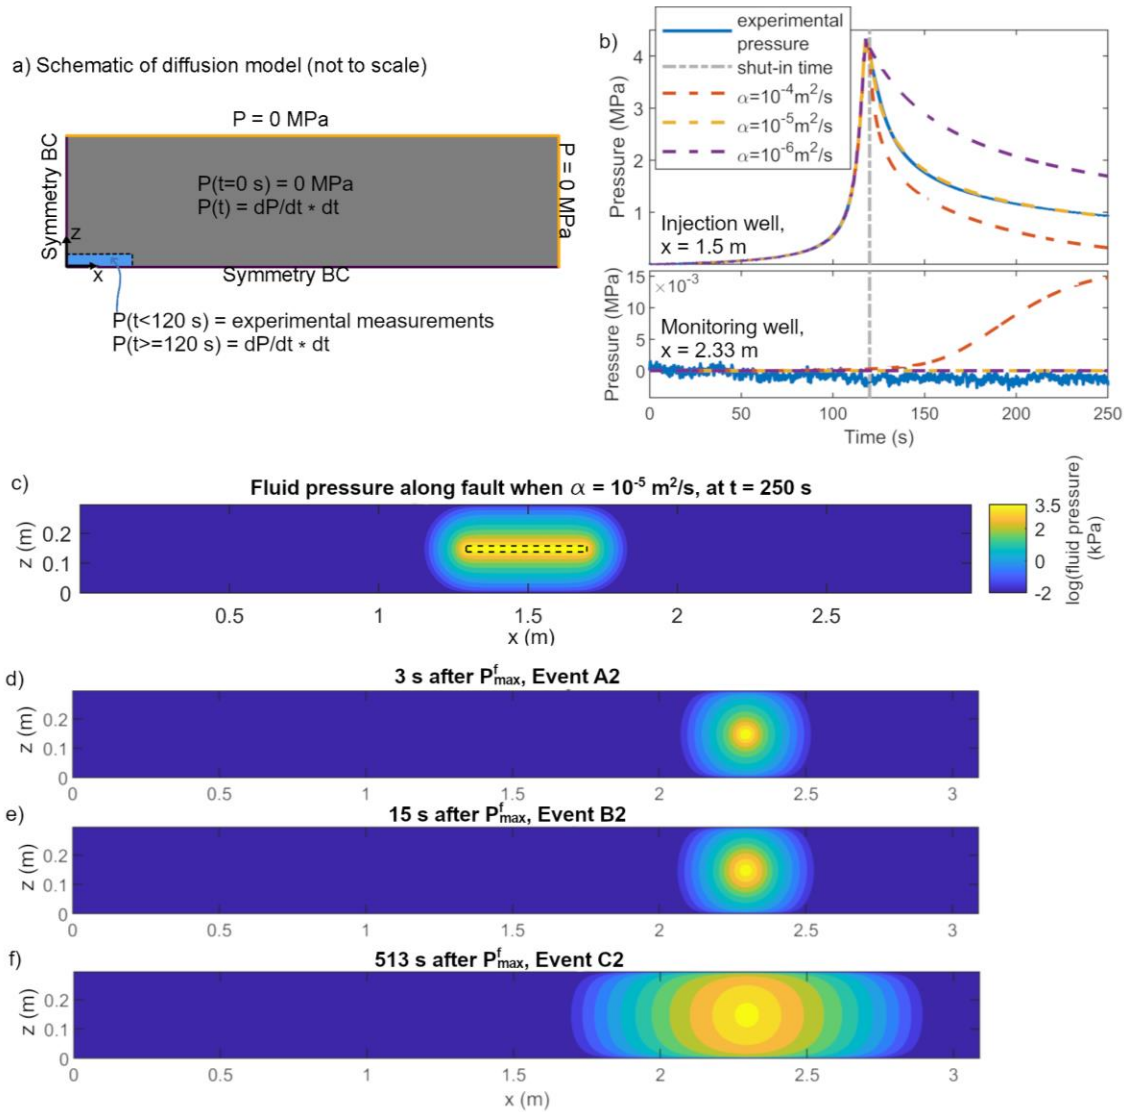 a) Schematic of diffusion model (not to scale)
P = 0 MPa
Symmetry BC
P = 0 MPa
P(t=0 s) = 0 MPa
P(t) = dP/dt * dt
z
x
Symmetry BC
P(t<120 s) = experimental measurements
P(t>=120 s) = dP/dt * dt
b)
experimental
pressure
shut-in time
α=10⁻⁴m²/s
α=10⁻⁵m²/s
α=10⁻⁶m²/s
Pressure (MPa)
4
3
2
1
Injection well,
x = 1.5 m
Pressure (MPa)
15
10
5
0
×10⁻³
Monitoring well,
x = 2.33 m
0 50 100 150 200 250
Time (s)
c)
Fluid pressure along fault when α = 10⁻⁵ m²/s, at t = 250 s
z (m)
0.2
0.1
0
0.5 1 1.5 2 2.5
x (m)
3.5
2
0
-2
log(fluid pressure)
(kPa)
d)
3 s after Pᶠmax, Event A2
z (m)
0.2
0.1
0
0 0.5 1 1.5 2 2.5 3
e)
15 s after Pᶠmax, Event B2
z (m)
0.2
0.1
0
0 0.5 1 1.5 2 2.5 3
f)
513 s after Pᶠmax, Event C2
z (m)
0.2
0.1
0
0 0.5 1 1.5 2 2.5 3
x (m)